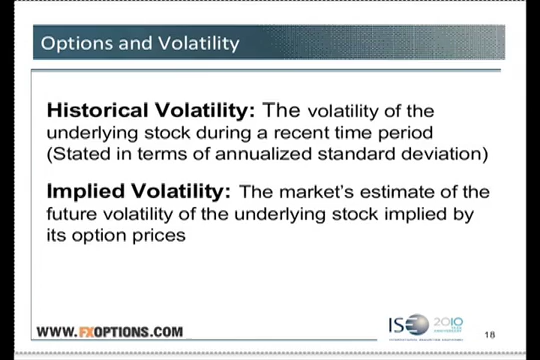 Options and Volatility
Historical Volatility: The volatility of the
underlying stock during a recent time period
(Stated in terms of annualized standard deviation)
Implied Volatility: The market's estimate of the
future volatility of the underlying stock implied by
its option prices
WWW.FXOPTIONS.COM
ISE 2010
18